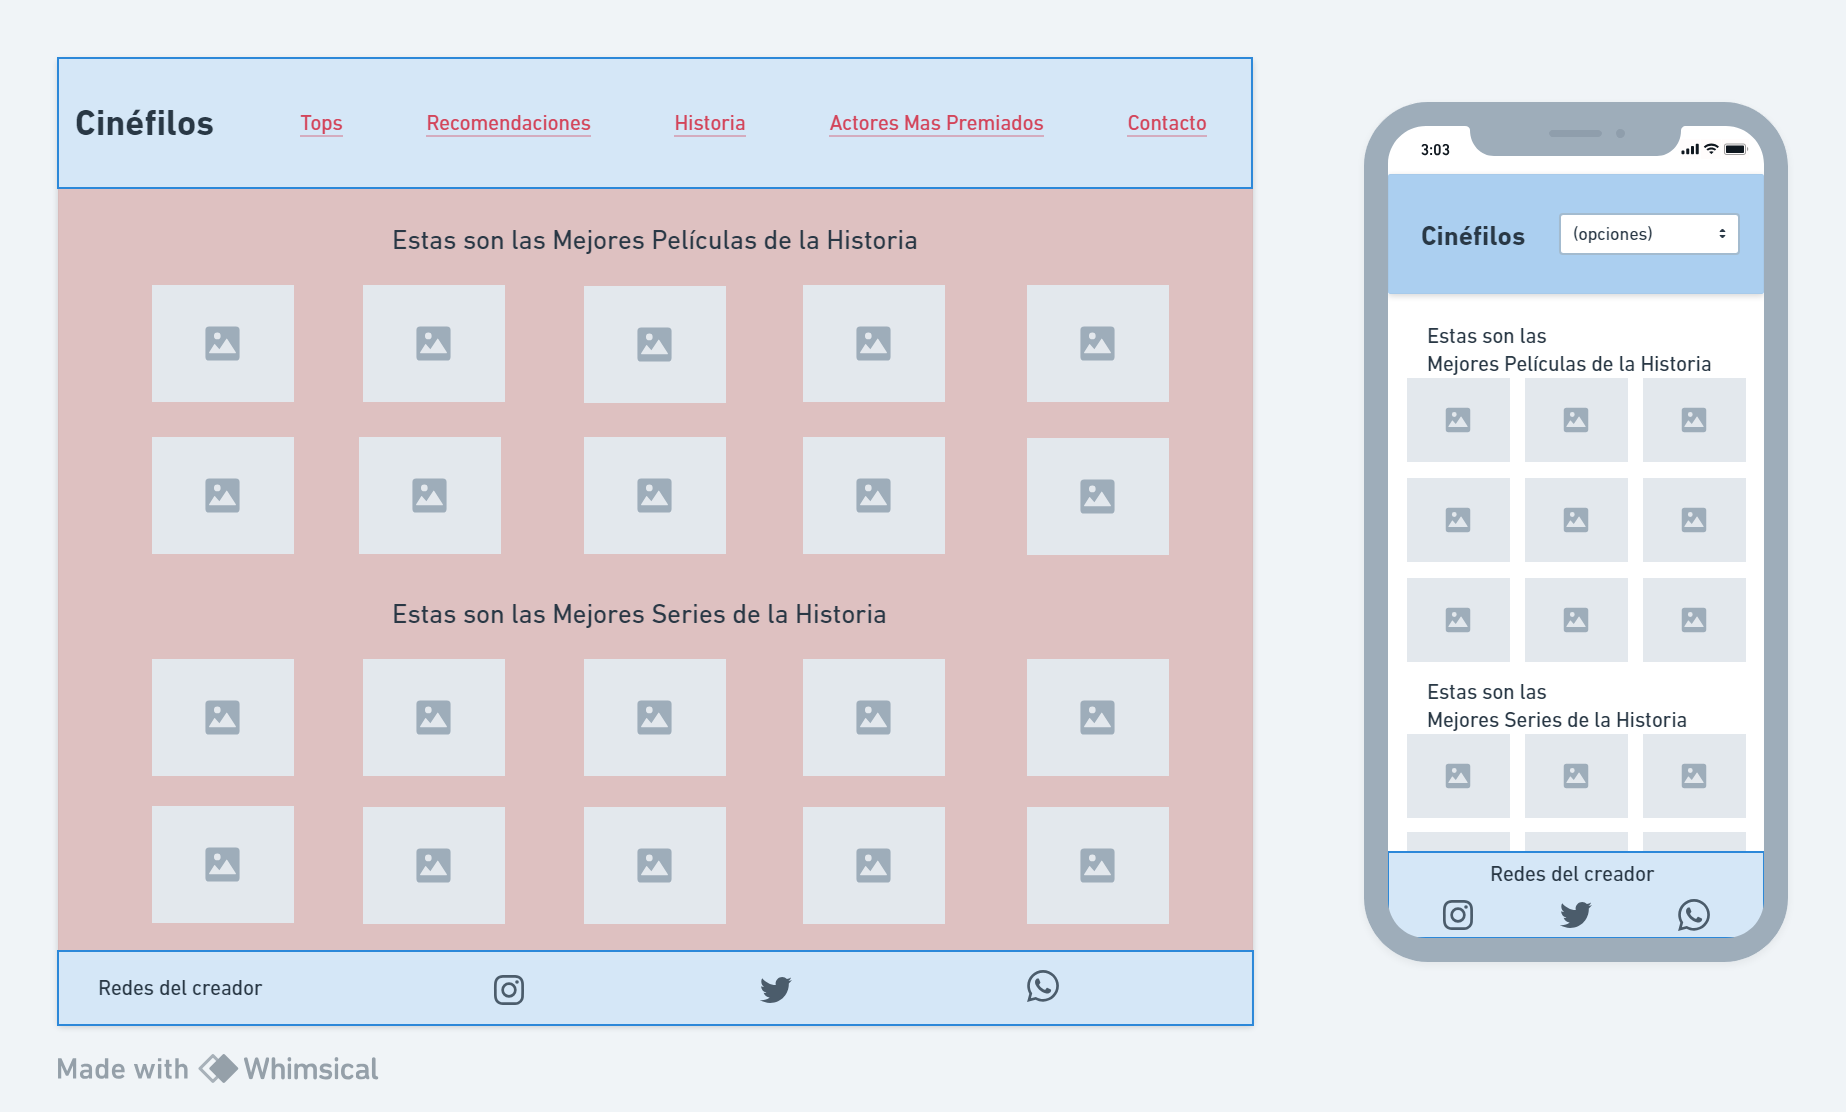 Cinéfilos
Tops
Recomendaciones
Historia
Actores Mas Premiados
Contacto
Estas son las Mejores Películas de la Historia
Estas son las Mejores Series de la Historia
Redes del creador
Made with Whimsical
3:03
Cinéfilos
(opciones)
Estas son las
Mejores Películas de la Historia
Estas son las
Mejores Series de la Historia
Redes del creador